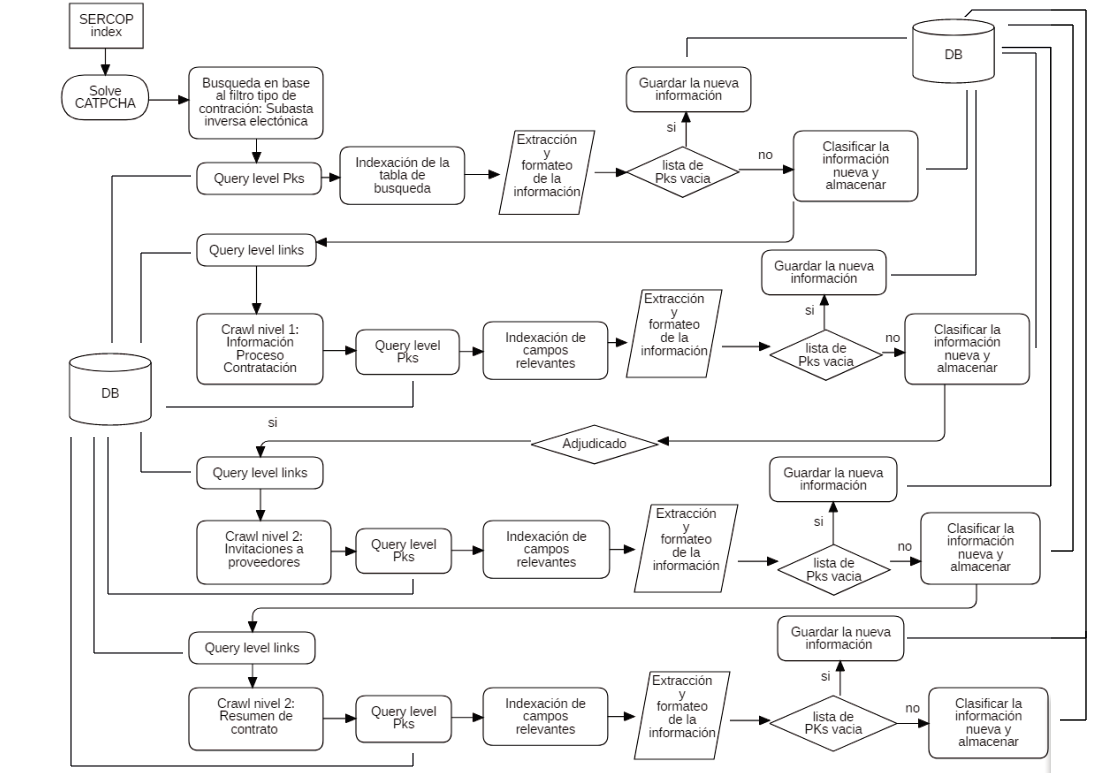 SERCOP
index
Solve
CATPCHA
Busqueda en base
al filtro tipo de
contración: Subasta
inversa electónica
Query level Pks
Indexación de la
tabla de
busqueda
Extracción
y
formateo
de la
información
lista de
Pks vacia
si
Guardar la nueva
información
no
Clasificar la
información
nueva y
almacenar
DB
Query level links
Crawl nivel 1:
Información
Proceso
Contratación
Query level
Pks
Indexación de
campos
relevantes
Extracción
y
formateo
de la
información
lista de
Pks vacia
si
Guardar la nueva
información
no
Clasificar la
información
nueva y
almacenar
DB
Adjudicado
si
Query level links
Crawl nivel 2:
Invitaciones a
proveedores
Query level
Pks
Indexación de
campos
relevantes
Extracción
y
formateo
de la
información
lista de
Pks vacia
si
Guardar la nueva
información
no
Clasificar la
información
nueva y
almacenar
Query level links
Crawl nivel 2:
Resumen de
contrato
Query level
Pks
Indexación de
campos
relevantes
Extracción
y
formateo
de la
información
lista de
PKs vacia
si
Guardar la nueva
información
no
Clasificar la
información
nueva y
almacenar